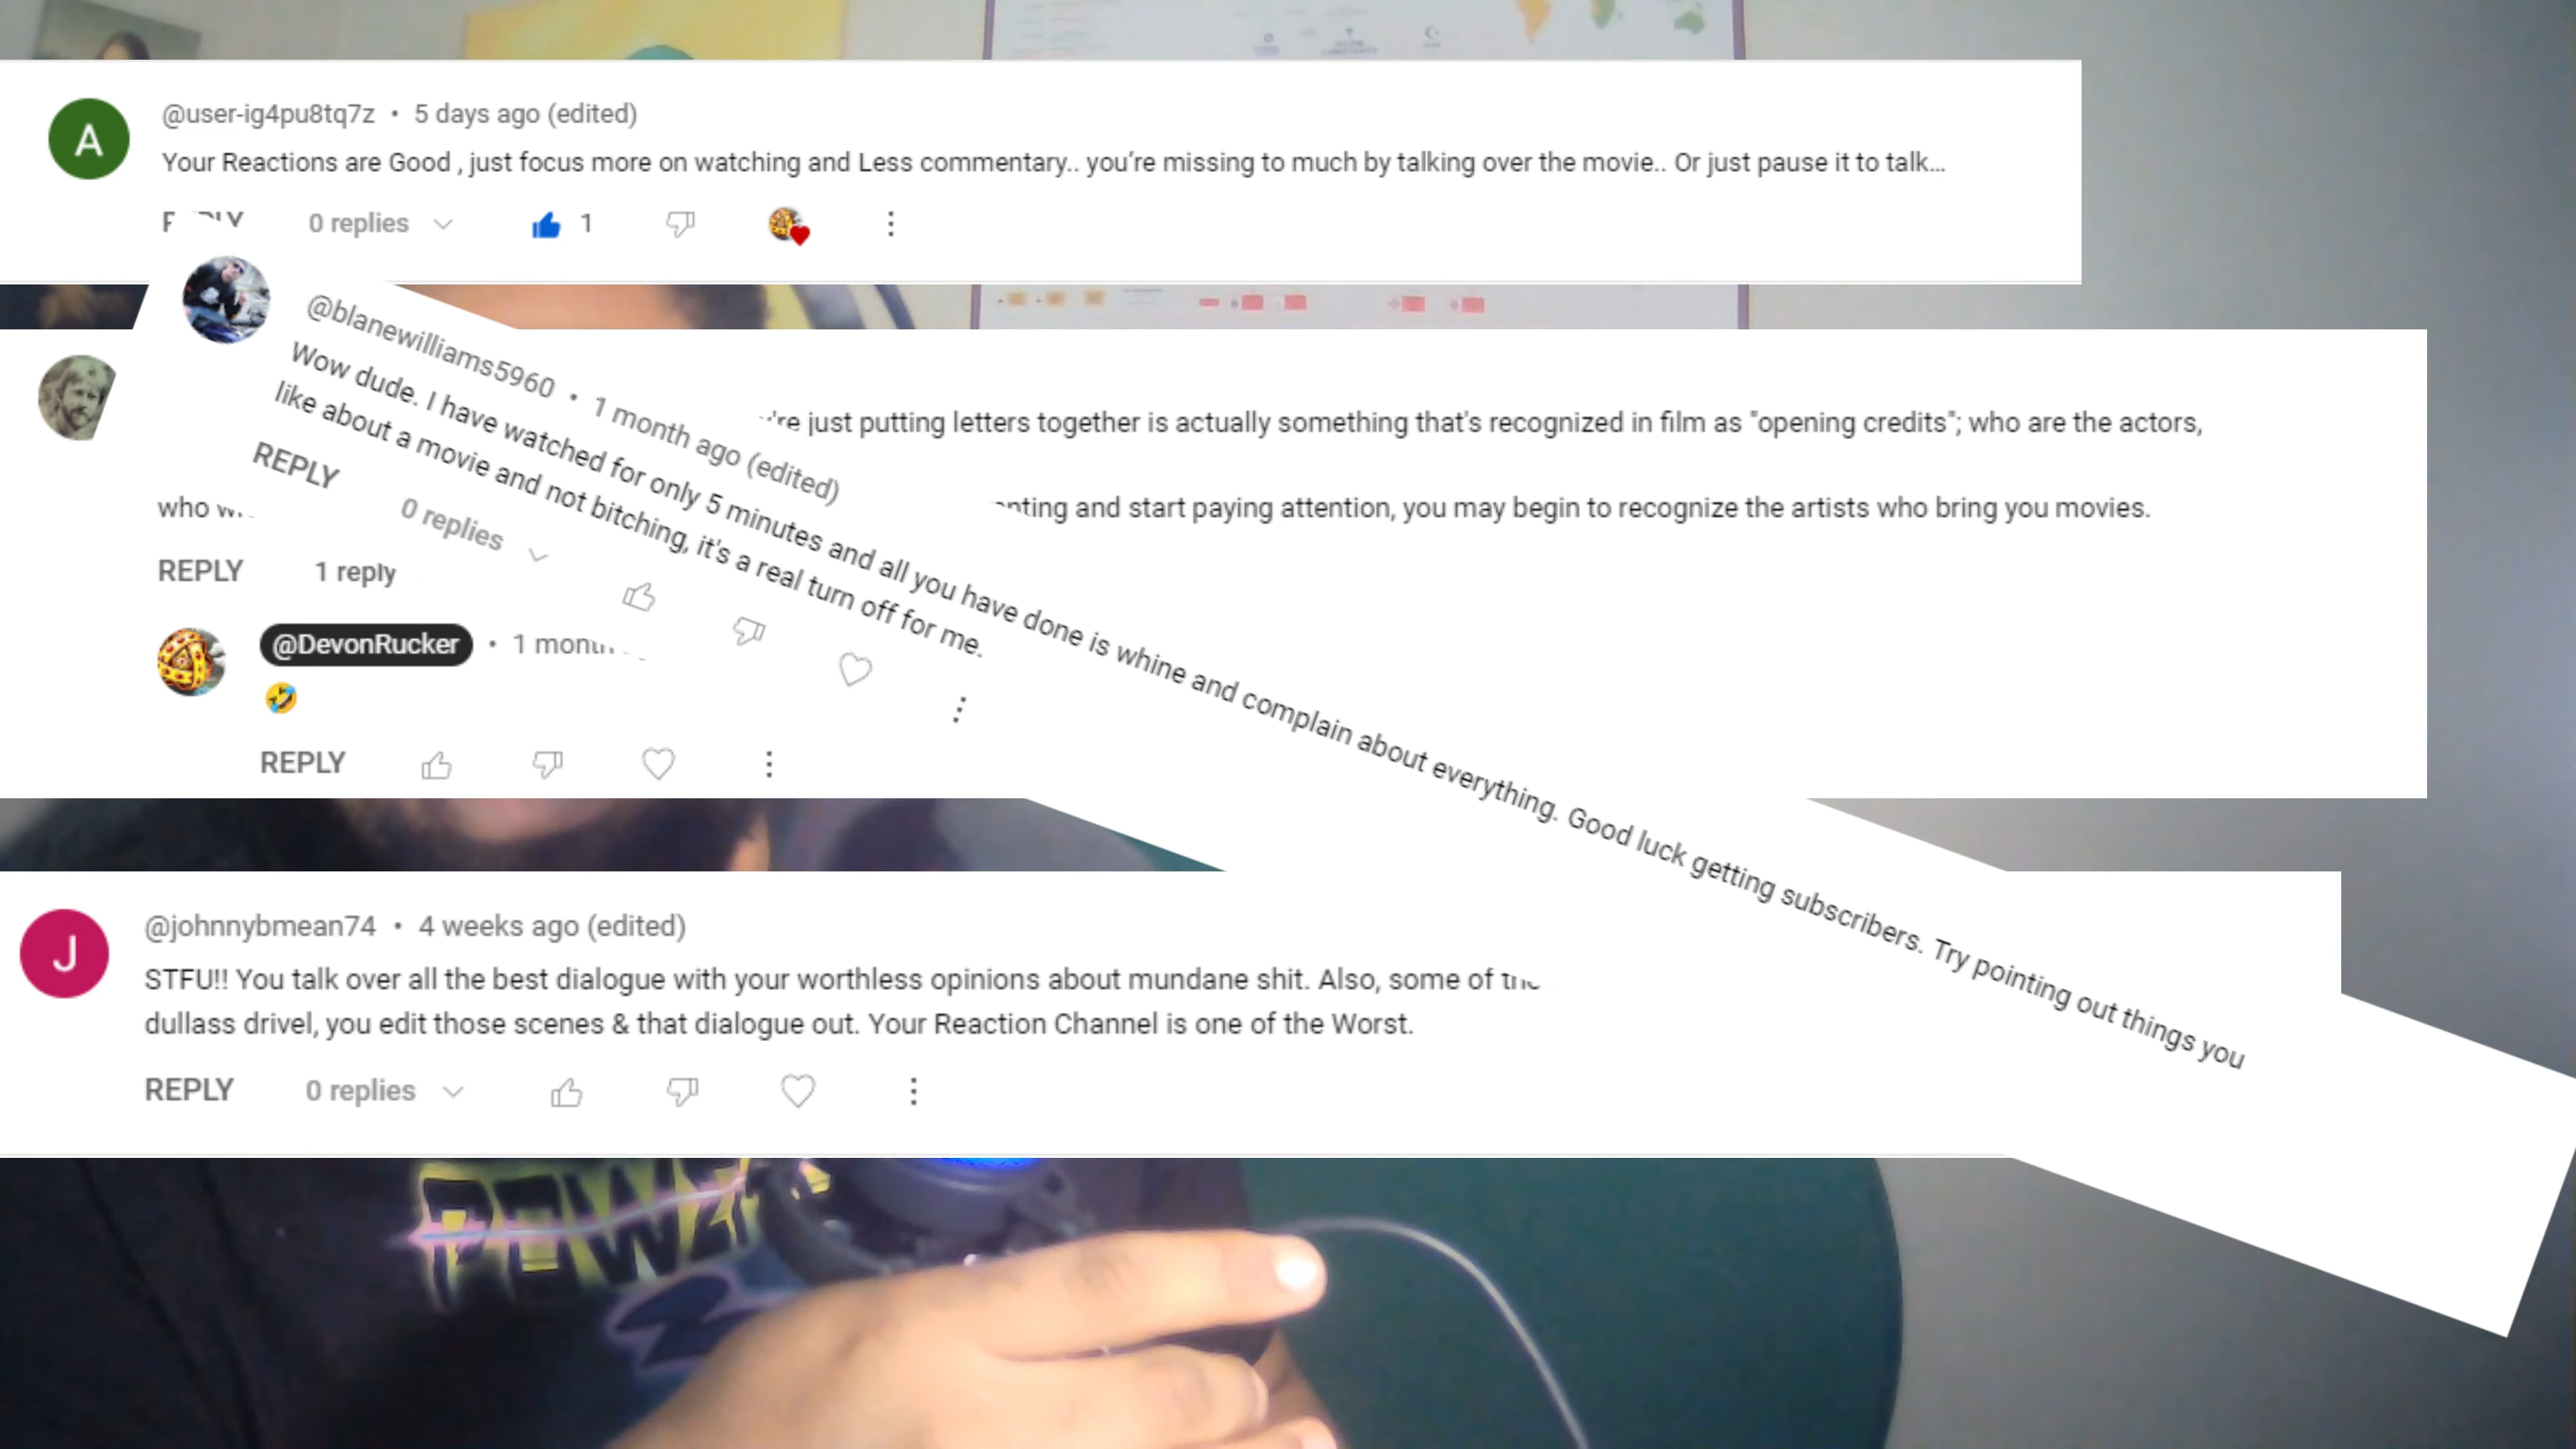 @user-ig4pu8tq7z • 5 days ago (edited)
Your Reactions are Good , just focus more on watching and Less commentary.. you're missing to much by talking over the movie.. Or just pause it to talk...
0 replies 1
@blanewilliams5960 • 1 month ago (edited)
Wow dude. I have watched for only 5 minutes and all you have done is whine and complain about everything. Good luck getting subscribers. Try pointing out things you
like about a movie and not bitching, it's a real turn off for me.
REPLY 0 replies
just putting letters together is actually something that's recognized in film as "opening credits"; who are the actors,
who
and start paying attention, you may begin to recognize the artists who bring you movies.
REPLY 1 reply
@DevonRucker • 1
🤣
REPLY
@johnnybmean74 • 4 weeks ago (edited)
STFU!! You talk over all the best dialogue with your worthless opinions about mundane shit. Also, some of
dullass drivel, you edit those scenes & that dialogue out. Your Reaction Channel is one of the Worst.
REPLY 0 replies